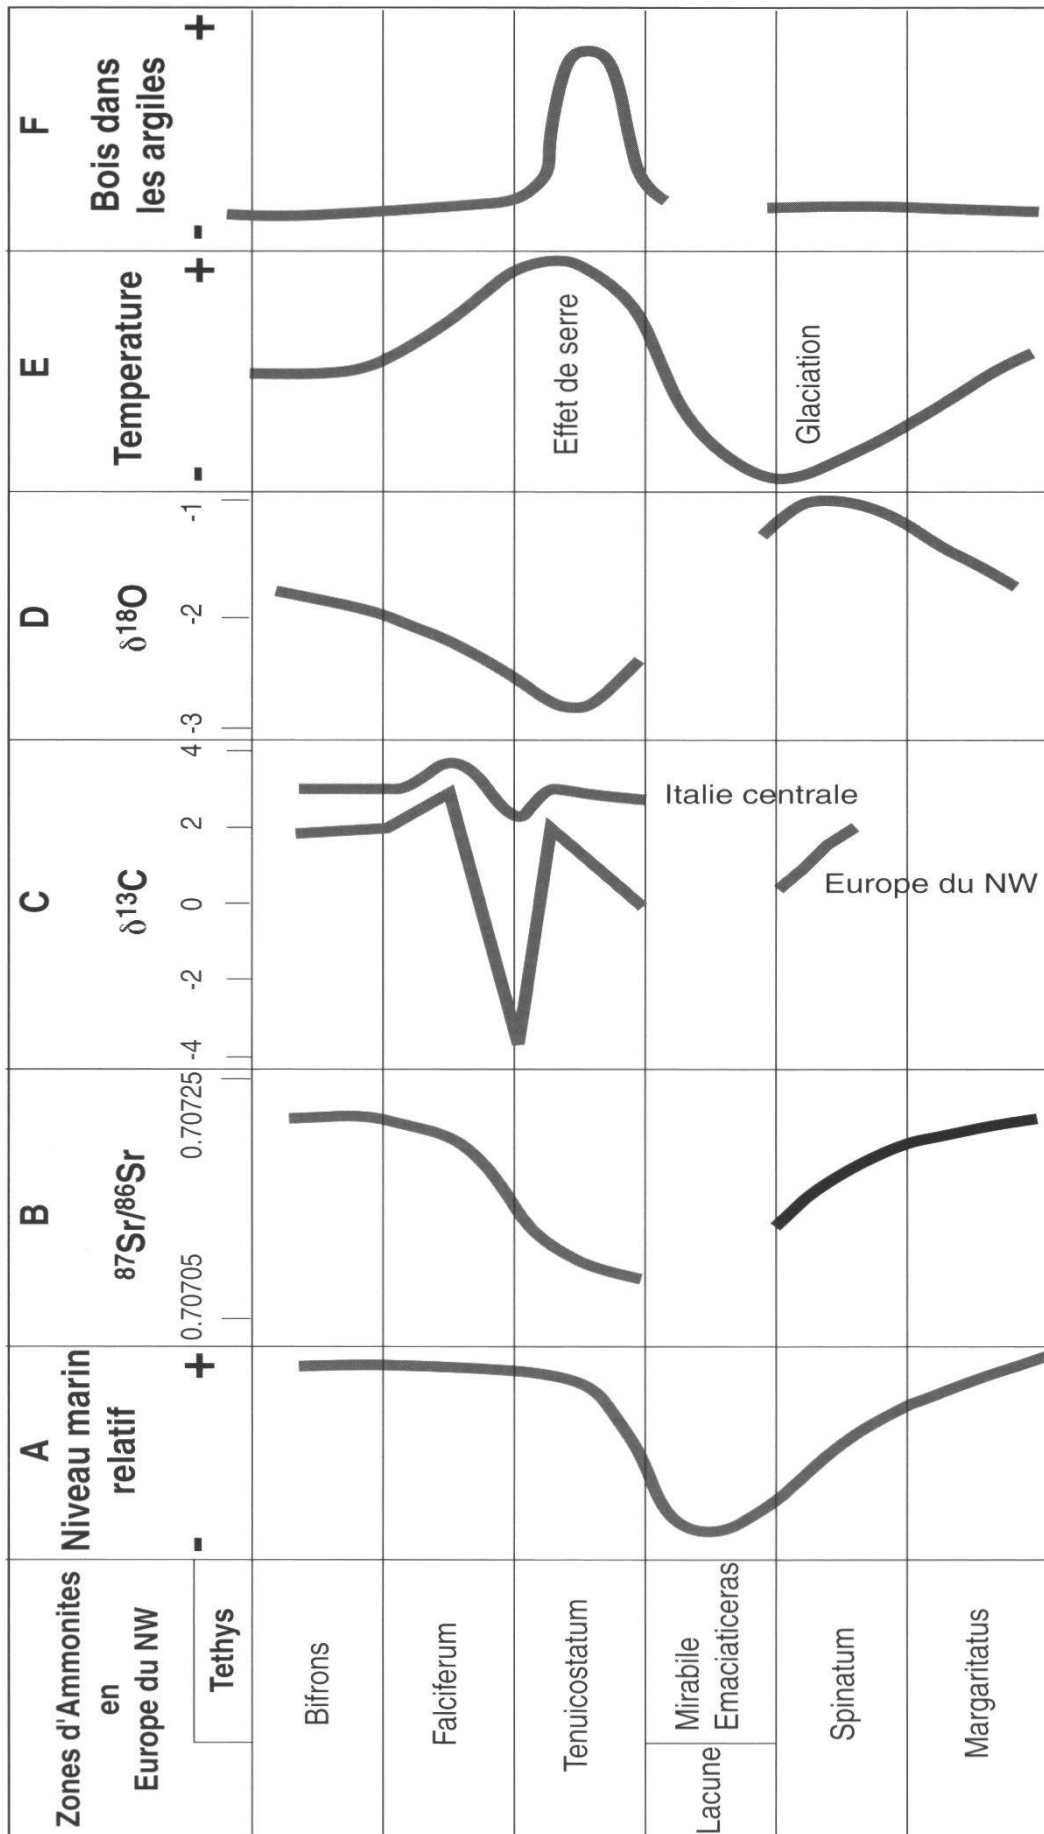 Zones d'Ammonites
en
Europe du NW
Tethys
A
Niveau marin
relatif
-
+
B
⁸⁷Sr/⁸⁶Sr
0.70705
0.70725
C
δ¹³C
-4
-2
0
2
4
D
δ¹⁸O
-3
-2
-1
E
Temperature
-
+
F
Bois dans
les argiles
-
+
Bifrons
Falciferum
Tenuicostatum
Effet de serre
Lacune
Mirabile
Emaciaticeras
Italie centrale
Spinatum
Europe du NW
Glaciation
Margaritatus